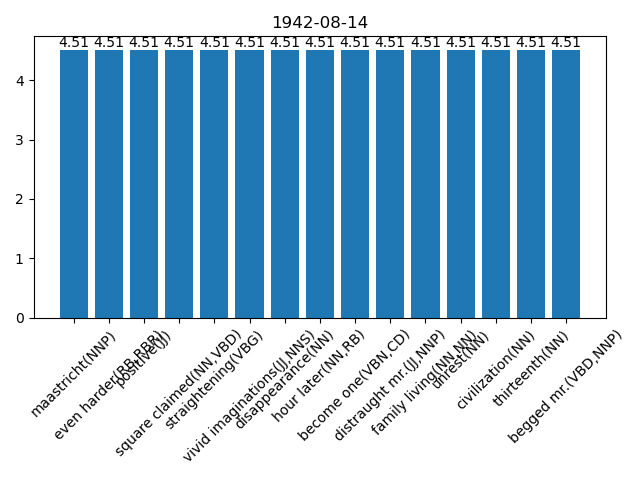 1942-08-14
4.51 4.51 4.51 4.51 4.51 4.51 4.51 4.51 4.51 4.51 4.51 4.51 4.51 4.51 4.51
4
3
2
1
0
maastricht(NNP)
even harder(RB,RBR)
positive(JJ)
square claimed(NN,VBD)
straightening(VBG)
vivid imaginations(JJ,NNS)
disappearance(NN)
hour later(NN,RB)
become one(VBN,CD)
distraught mr.(JJ,NNP)
family living(NN,NN)
unrest(NN)
civilization(NN)
thirteenth(NN)
begged mr.(VBD,NNP)